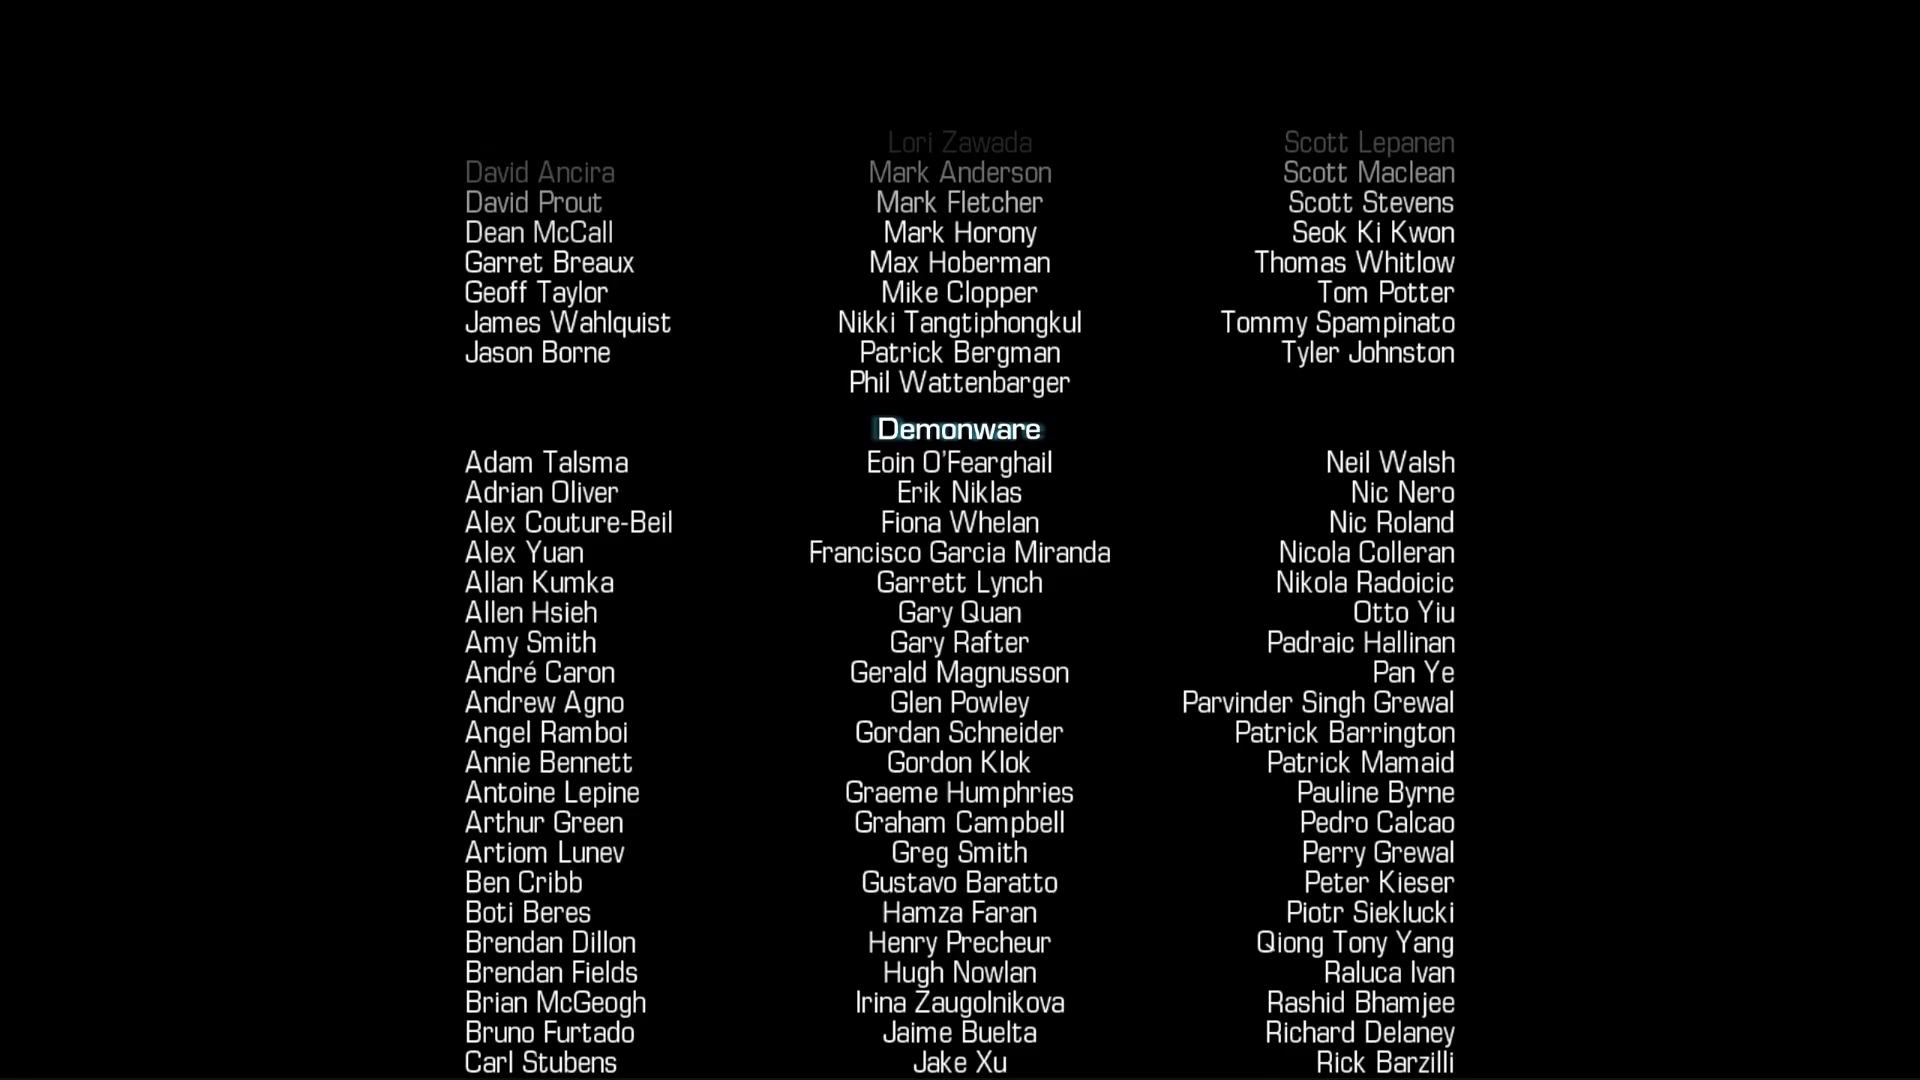 Lori Zawada Scott Lepanen
David Ancira Mark Anderson Scott Maclean
David Prout Mark Fletcher Scott Stevens
Dean McCall Mark Horony Seok Ki Kwon
Garret Breaux Max Hoberman Thomas Whitlow
Geoff Taylor Mike Clopper Tom Potter
James Wahlquist Nikki Tangtiphongkul Tommy Spampinato
Jason Borne Patrick Bergman Tyler Johnston
Phil Wattenbarger
Demonware
Adam Talsma Eoin O'Fearghail Neil Walsh
Adrian Oliver Erik Niklas Nic Nero
Alex Couture-Beil Fiona Whelan Nic Roland
Alex Yuan Francisco Garcia Miranda Nicola Colleran
Allan Kumka Garrett Lynch Nikola Radoicic
Allen Hsieh Gary Quan Otto Yiu
Amy Smith Gary Rafter Padraic Hallinan
André Caron Gerald Magnusson Pan Ye
Andrew Agno Glen Powley Parvinder Singh Grewal
Angel Ramboi Gordan Schneider Patrick Barrington
Annie Bennett Gordon Klok Patrick Mamaid
Antoine Lepine Graeme Humphries Pauline Byrne
Arthur Green Graham Campbell Pedro Calcao
Artiom Lunev Greg Smith Perry Grewal
Ben Cribb Gustavo Baratto Peter Kieser
Boti Beres Hamza Faran Piotr Sieklucki
Brendan Dillon Henry Precheur Qiong Tony Yang
Brendan Fields Hugh Nowlan Raluca Ivan
Brian McGeogh Irina Zaugolnikova Rashid Bhamjee
Bruno Furtado Jaime Buelta Richard Delaney
Carl Stubens Jake Xu Rick Barzilli